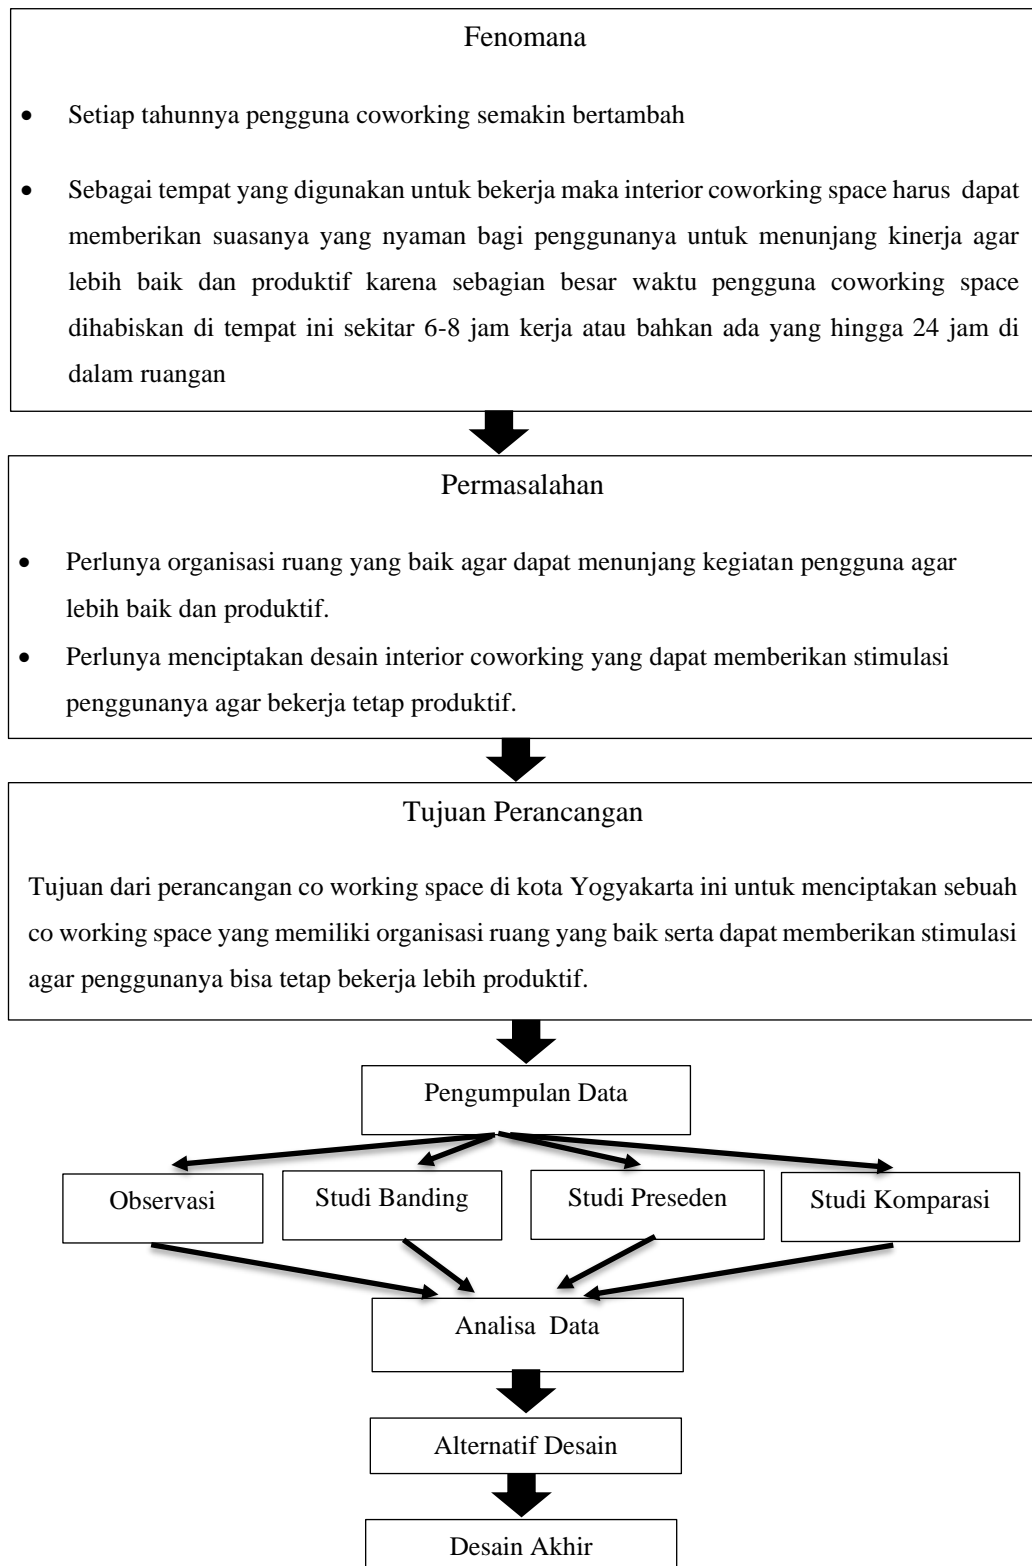 Fenomana
• Setiap tahunnya pengguna coworking semakin bertambah
• Sebagai tempat yang digunakan untuk bekerja maka interior coworking space harus dapat
memberikan suasanya yang nyaman bagi penggunanya untuk menunjang kinerja agar
lebih baik dan produktif karena sebagian besar waktu pengguna coworking space
dihabiskan di tempat ini sekitar 6-8 jam kerja atau bahkan ada yang hingga 24 jam di
dalam ruangan
Permasalahan
• Perlunya organisasi ruang yang baik agar dapat menunjang kegiatan pengguna agar
lebih baik dan produktif.
• Perlunya menciptakan desain interior coworking yang dapat memberikan stimulasi
penggunanya agar bekerja tetap produktif.
Tujuan Perancangan
Tujuan dari perancangan co working space di kota Yogyakarta ini untuk menciptakan sebuah
co working space yang memiliki organisasi ruang yang baik serta dapat memberikan stimulasi
agar penggunanya bisa tetap bekerja lebih produktif.
Pengumpulan Data
Observasi
Studi Banding
Studi Preseden
Studi Komparasi
Analisa Data
Alternatif Desain
Desain Akhir